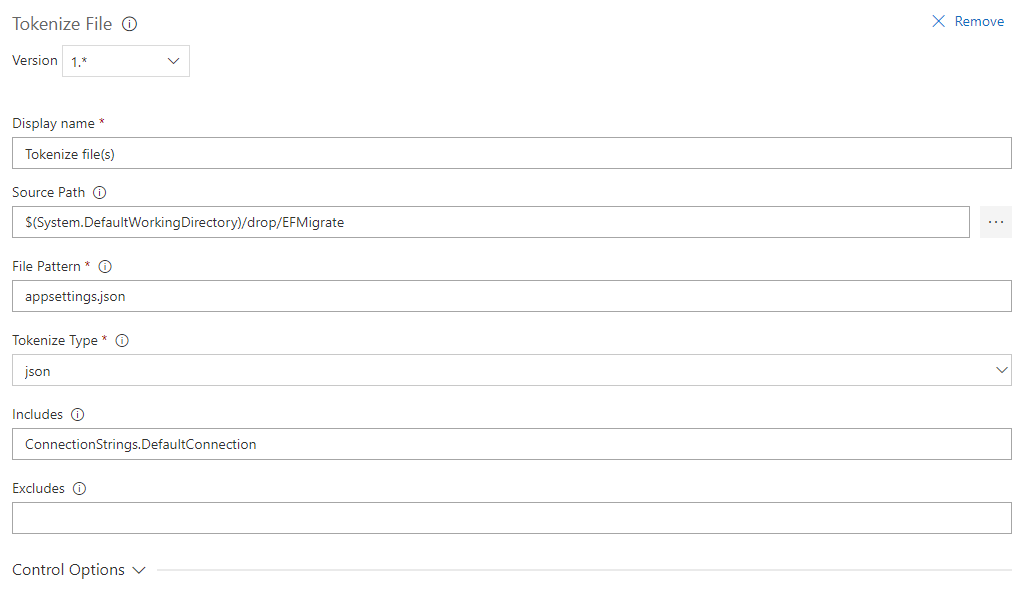 Tokenize File
Remove
Version 1.*
Display name *
Tokenize file(s)
Source Path
$(System.DefaultWorkingDirectory)/drop/EFMigrate
...
File Pattern *
appsettings.json
Tokenize Type *
json
Includes
ConnectionStrings.DefaultConnection
Excludes
Control Options